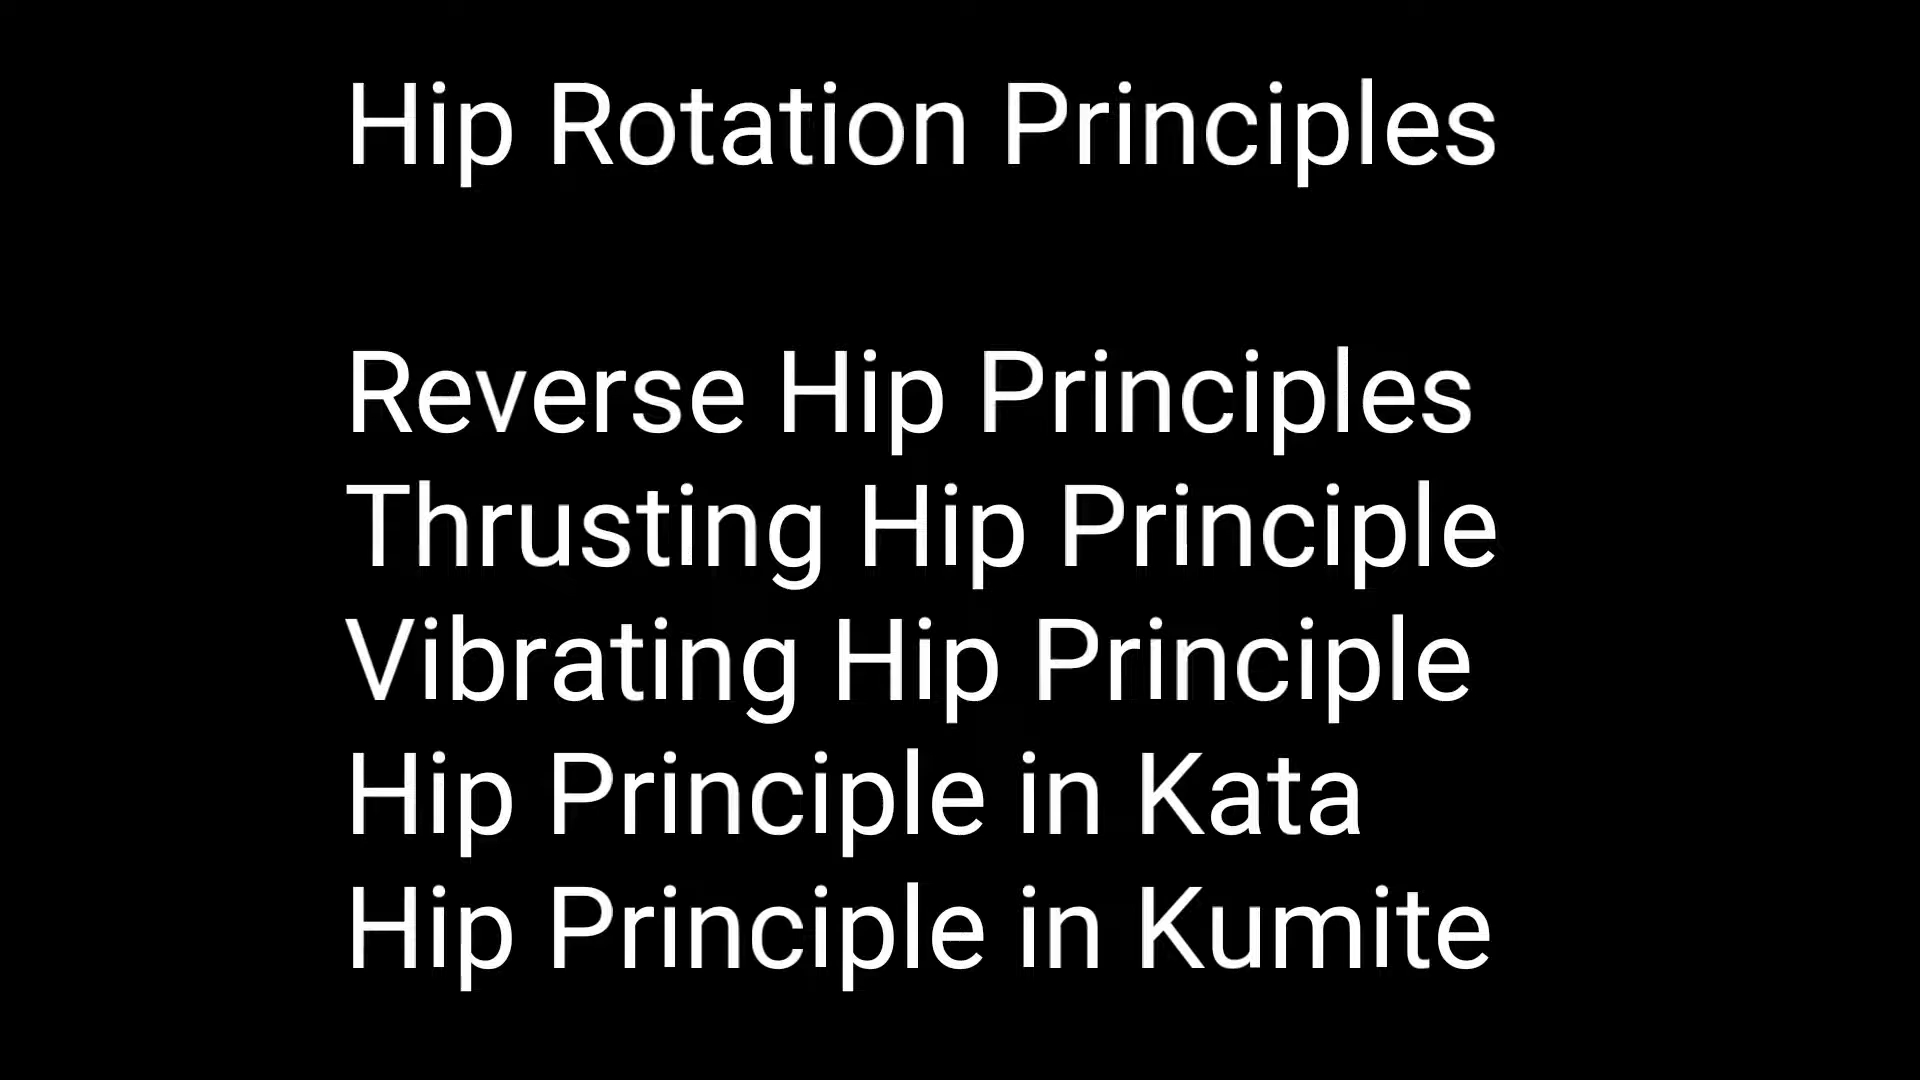 Hip Rotation Principles
Reverse Hip Principles
Thrusting Hip Principle
Vibrating Hip Principle
Hip Principle in Kata
Hip Principle in Kumite